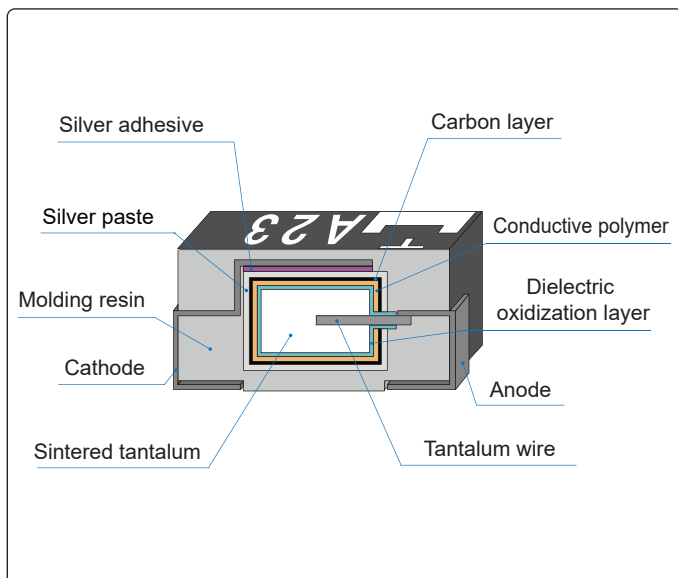 Silver adhesive
Carbon layer
Silver paste
A23
Conductive polymer
Molding resin
Dielectric
oxidization layer
Cathode
Anode
Sintered tantalum
Tantalum wire